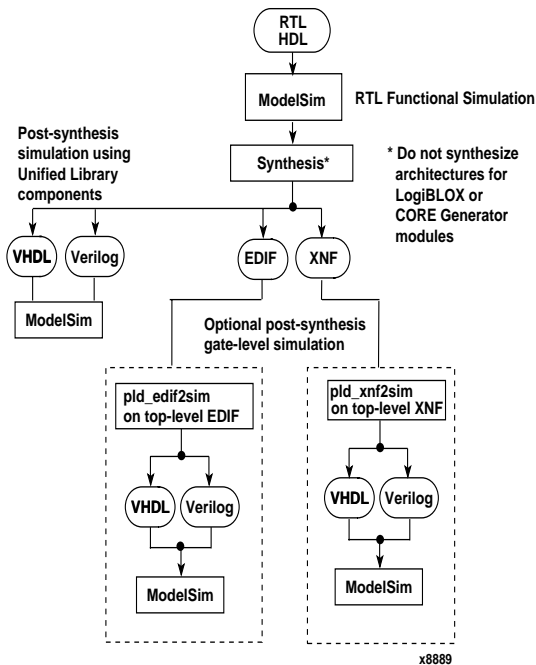 RTL
HDL
ModelSim
RTL Functional Simulation
Post-synthesis
simulation using
Unified Library
components
Synthesis*
* Do not synthesize
architectures for
LogiBLOX or
CORE Generator
modules
VHDL
Verilog
EDIF
XNF
ModelSim
Optional post-synthesis
gate-level simulation
pld_edif2sim
on top-level EDIF
pld_xnf2sim
on top-level XNF
VHDL
Verilog
VHDL
Verilog
ModelSim
ModelSim
x8889